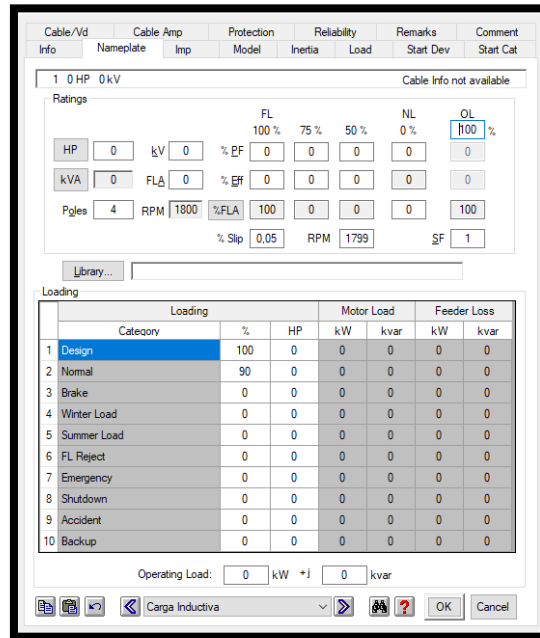 Cable/Vd Cable Amp Protection Reliability Remarks Comment
Info Nameplate Imp Model Inertia Load Start Dev Start Cat
1 0 HP 0 kV Cable Info not available
Ratings
FL NL OL
100 % 75 % 50 % 0 % 100 %
HP 0 kV 0 % PF 0 0 0 0 0
kVA 0 FLA 0 % Eff 0 0 0 0 0
Poles 4 RPM 1800 %FLA 100 0 0 0 100
% Slip 0,05 RPM 1799 SF 1
Library...
Loading
Loading Motor Load Feeder Loss
Category % HP kW kvar kW kvar
1 Design 100 0 0 0 0 0
2 Normal 90 0 0 0 0 0
3 Brake 0 0 0 0 0 0
4 Winter Load 0 0 0 0 0 0
5 Summer Load 0 0 0 0 0 0
6 FL Reject 0 0 0 0 0 0
7 Emergency 0 0 0 0 0 0
8 Shutdown 0 0 0 0 0 0
9 Accident 0 0 0 0 0 0
10 Backup 0 0 0 0 0 0
Operating Load: 0 kW +j 0 kvar
Carga Inductiva ? OK Cancel